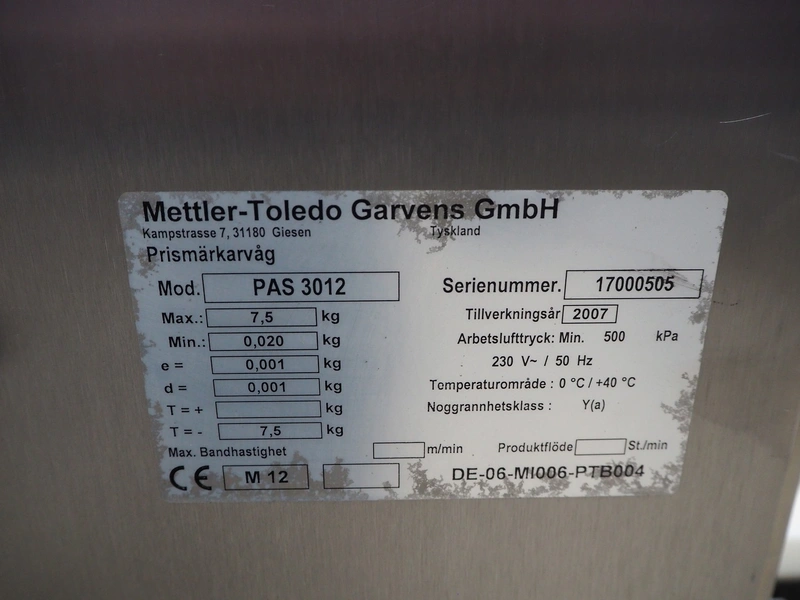 Mettler-Toledo Garvens GmbH
Kampstrasse 7, 31180 Giesen Tyskland
Prismärkarvåg
Mod. PAS 3012 Serienummer. 17000505
Max.: 7,5 kg Tillverkningsår 2007
Min.: 0,020 kg Arbetslufttryck: Min. 500 kPa
e = 0,001 kg 230 V~ / 50 Hz
d = 0,001 kg Temperaturområde : 0 °C / +40 °C
T = + kg Noggrannhetsklass : Y(a)
T = - 7,5 kg
Max. Bandhastighet m/min Produktflöde St./min
CE M 12 DE-06-MI006-PTB004